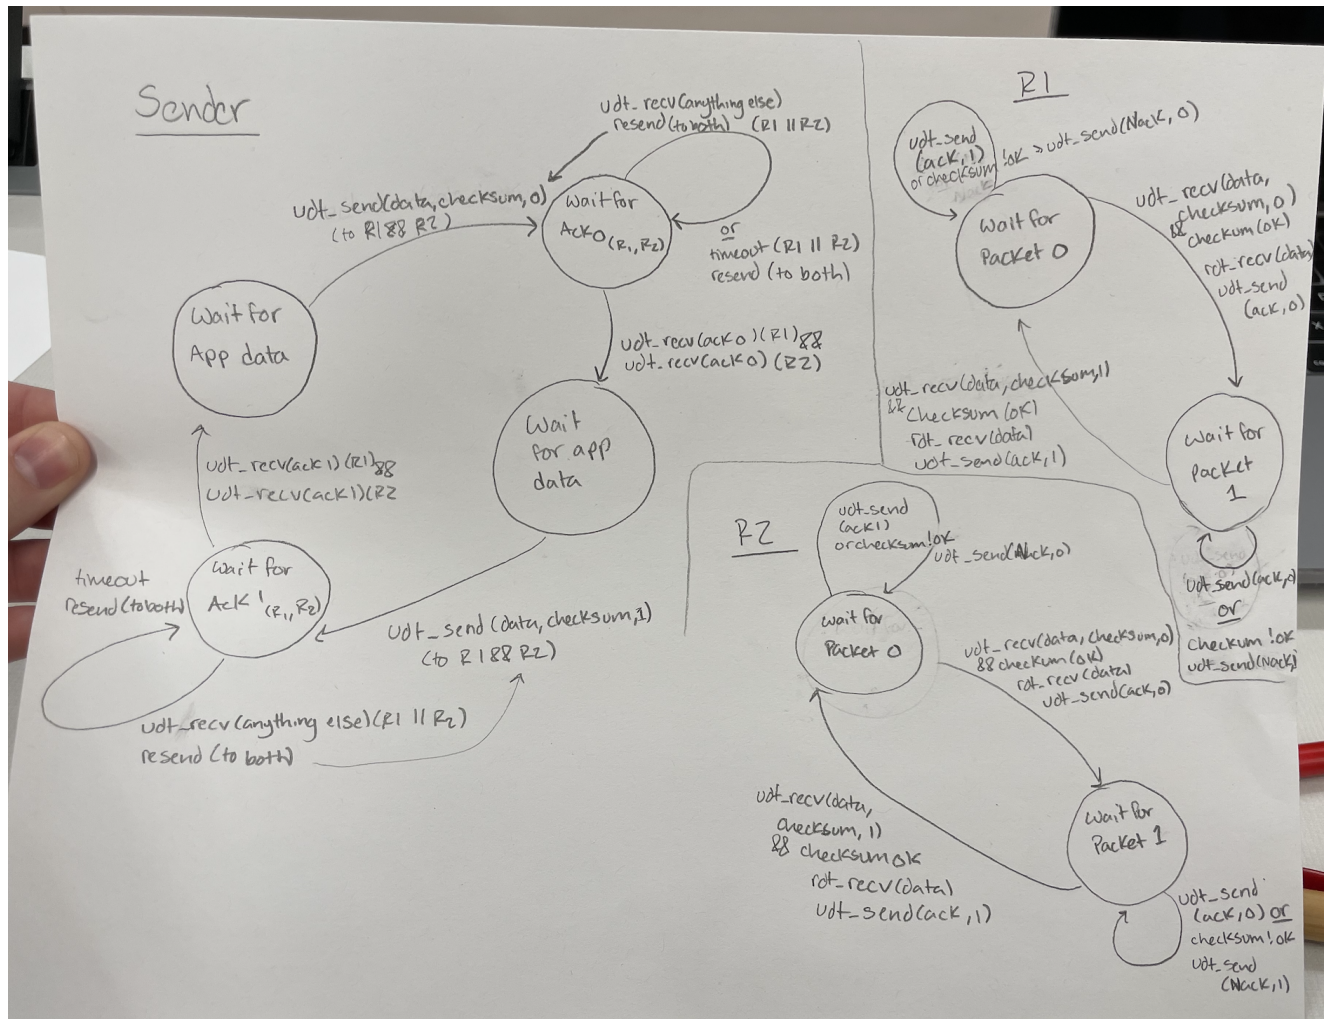 Sender
udt_recv(anything else)
resend(to both) (R1 || R2)
udt_send(data, checksum, 0)
(to R1 && R2)
Wait for
Ack0 (R1, R2)
or
timeout (R1 || R2)
resend (to both)
udt_recv(ack0)(R1) &&
udt_recv(ack0) (R2)
Wait for
App data
Wait
for app
data
udt_recv(ack1)(R1) &&
udt_recv(ack1)(R2
Wait for
Ack 1 (R1, R2)
timeout
resend(to both)
udt_send(data, checksum, 1)
(to R1 && R2)
udt_recv(anything else)(R1 || R2)
resend (to both)
R1
udt_send
(ack, 1)
or checksum !OK > udt_send(Nack, 0)
Wait for
Packet 0
udt_recv(data,
checksum, 0)
&& checkum(ok)
rdt_recv(data)
udt_send
(ack, 0)
udt_recv(data, checksum, 1)
&& checksum(ok)
rdt_recv(data)
udt_send(ack, 1)
Wait for
Packet
1
udt_send(ack, 0)
or
checkum !ok
udt_send(Nack)
R2
udt_send
(ack1)
or checksum !ok
udt_send(Nack, 0)
wait for
Packet 0
udt_recv(data, checksum, 0)
&& checkum(ok)
rdt_recv(data)
udt_send(ack, 0)
udt_recv(data,
checksum, 1)
&& checksum ok
rdt_recv(data)
udt_send(ack, 1)
Wait for
Packet 1
udt_send
(ack, 0) or
checksum !ok
udt_send
(Nack, 1)